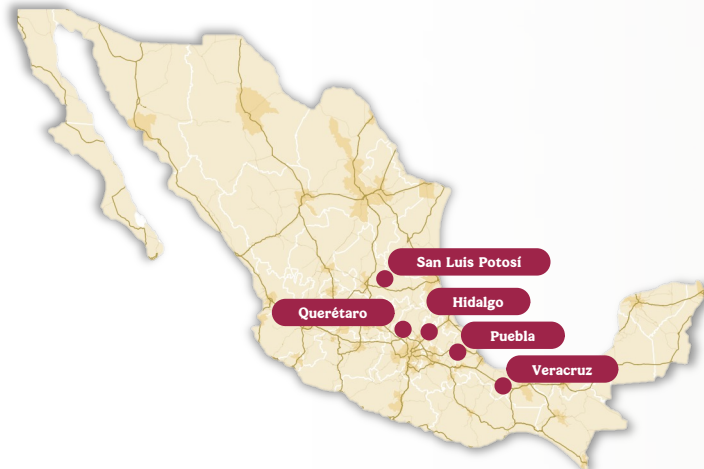 San Luis Potosí
Hidalgo
Querétaro
Puebla
Veracruz